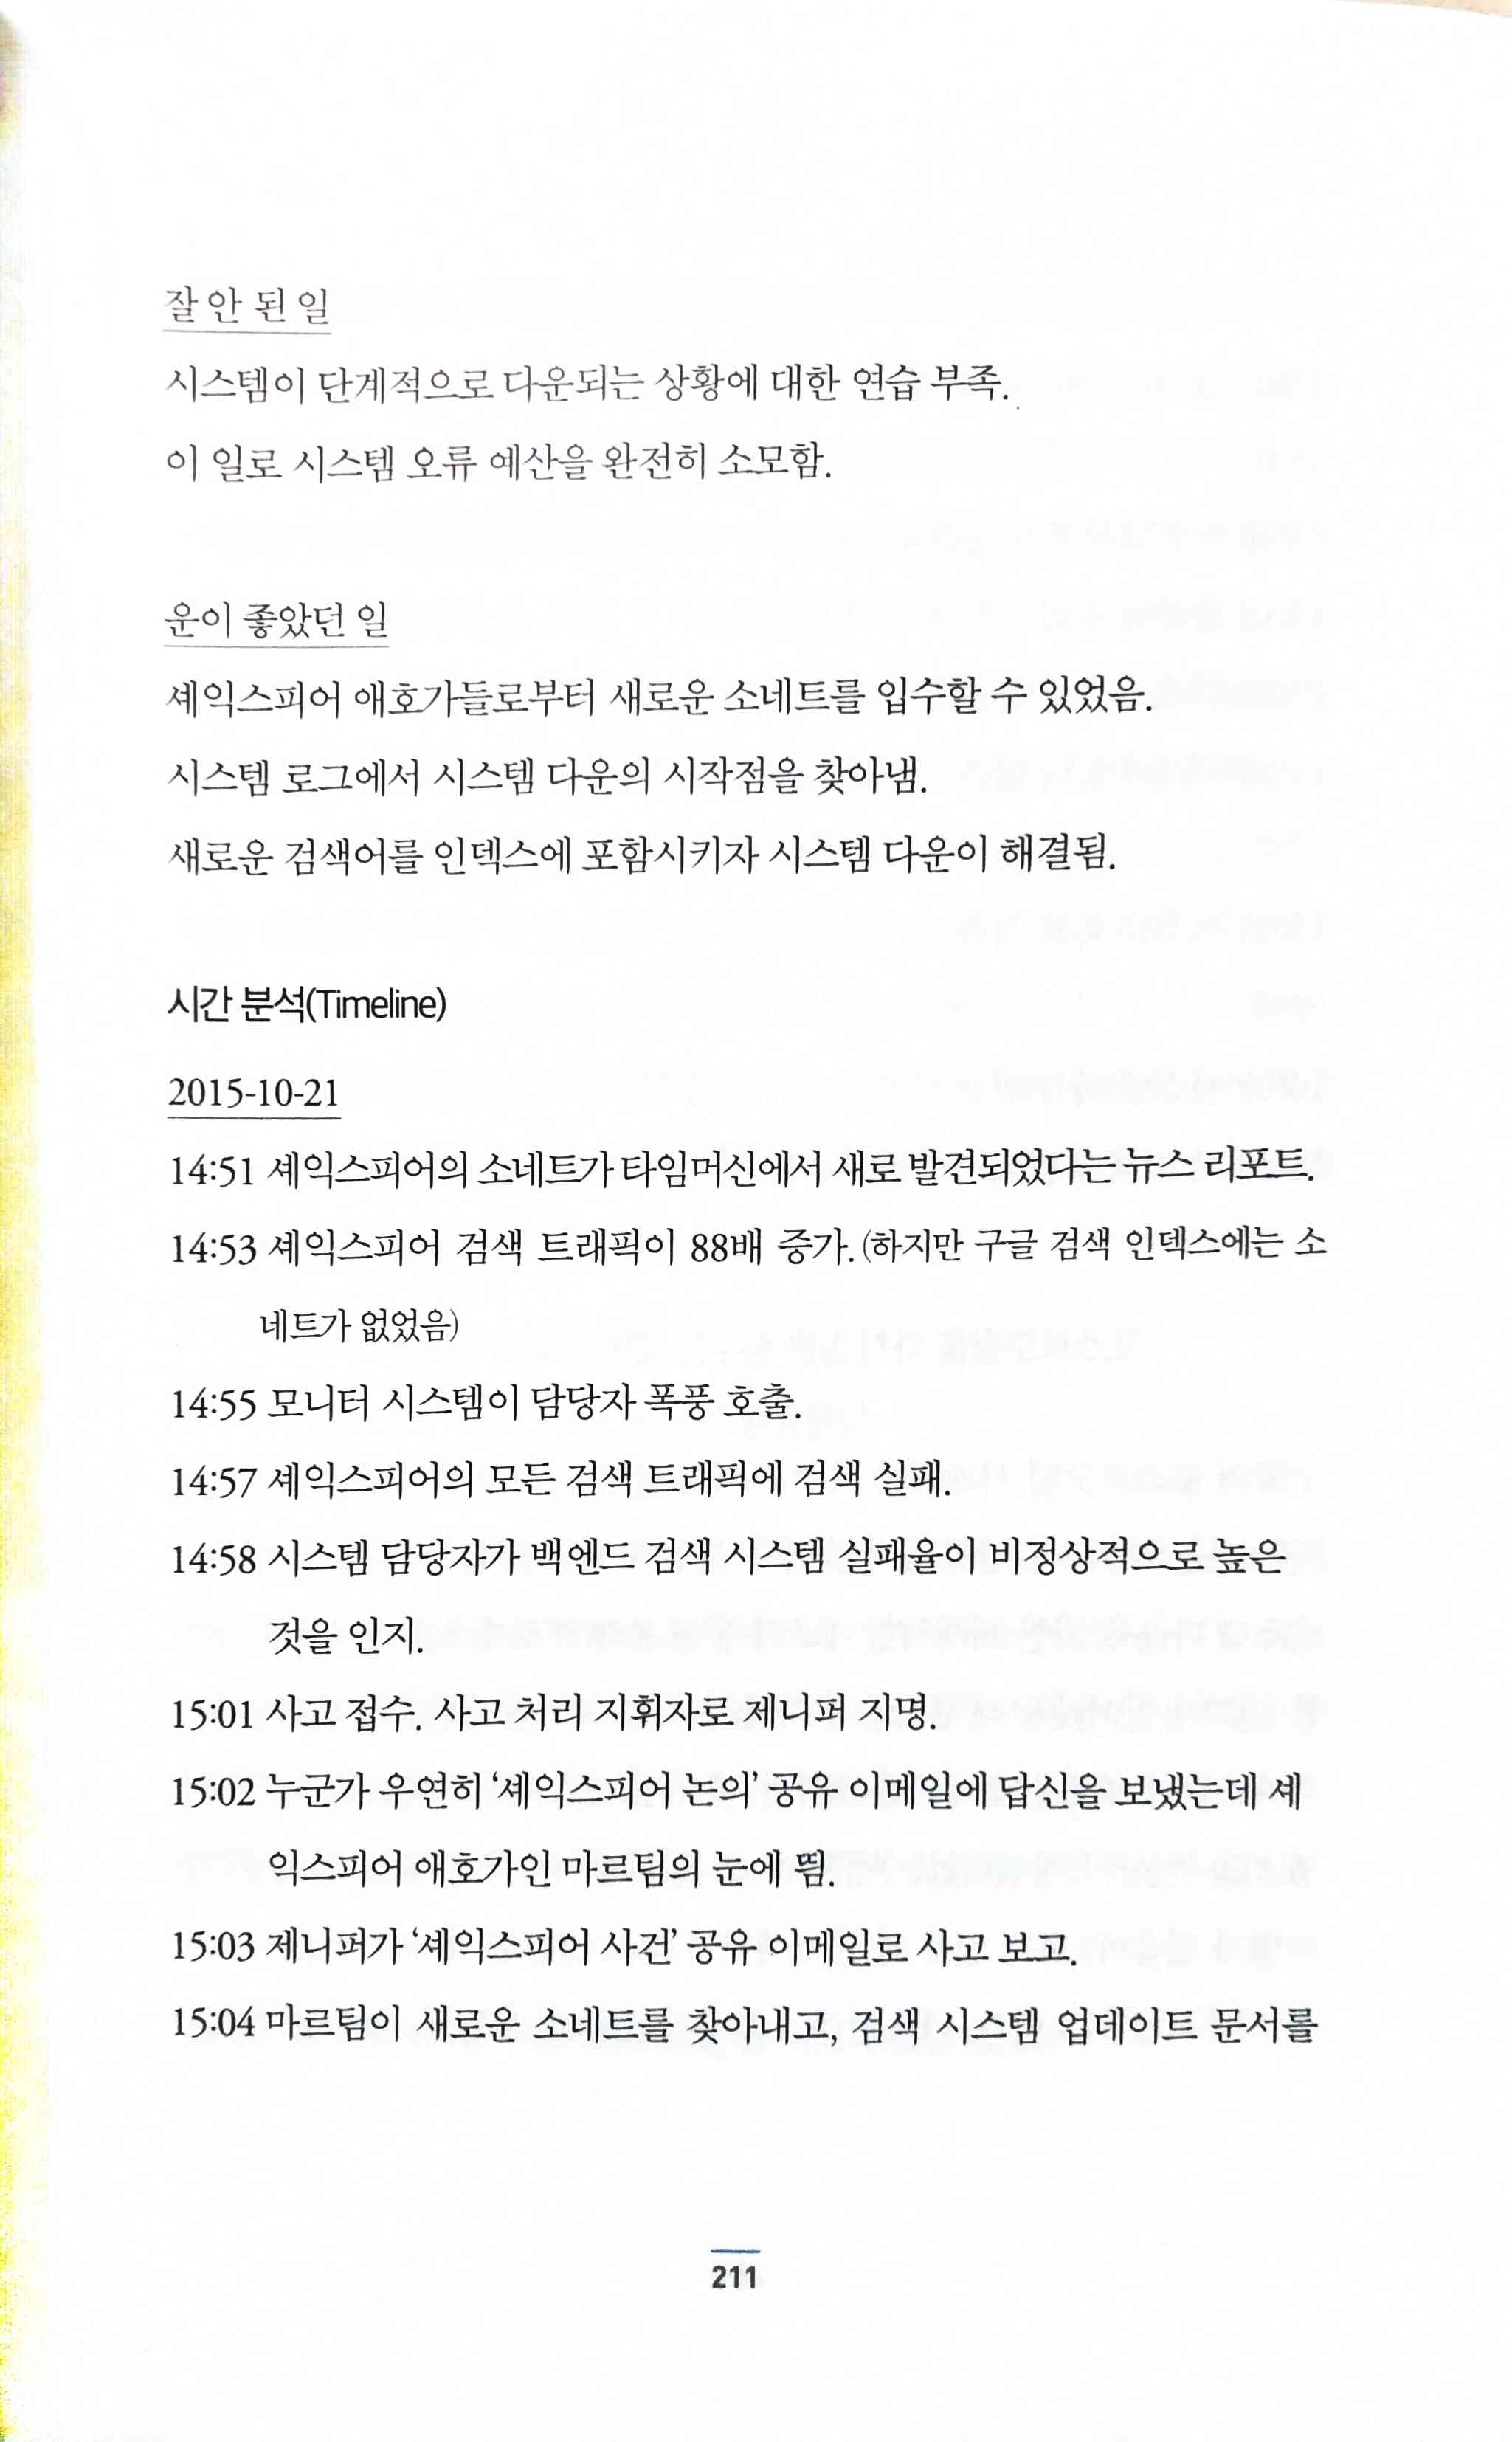 잘 안 된 일
시스템이 단계적으로 다운되는 상황에 대한 연습 부족.
이 일로 시스템 오류 예산을 완전히 소모함.
운이 좋았던 일
셰익스피어 애호가들로부터 새로운 소네트를 입수할 수 있었음.
시스템 로그에서 시스템 다운의 시작점을 찾아냄.
새로운 검색어를 인덱스에 포함시키자 시스템 다운이 해결됨.
시간 분석(Timeline)
2015-10-21
14:51 셰익스피어의 소네트가 타임머신에서 새로 발견되었다는 뉴스 리포트.
14:53 셰익스피어 검색 트래픽이 88배 증가. (하지만 구글 검색 인덱스에는 소
네트가 없었음)
14:55 모니터 시스템이 담당자 폭풍 호출.
14:57 셰익스피어의 모든 검색 트래픽에 검색 실패.
14:58 시스템 담당자가 백엔드 검색 시스템 실패율이 비정상적으로 높은
것을 인지.
15:01 사고 접수. 사고 처리 지휘자로 제니퍼 지명.
15:02 누군가 우연히 ‘셰익스피어 논의’ 공유 이메일에 답신을 보냈는데 셰
익스피어 애호가인 마르팀의 눈에 띔.
15:03 제니퍼가 ‘셰익스피어 사건’ 공유 이메일로 사고 보고.
15:04 마르팀이 새로운 소네트를 찾아내고, 검색 시스템 업데이트 문서를
211